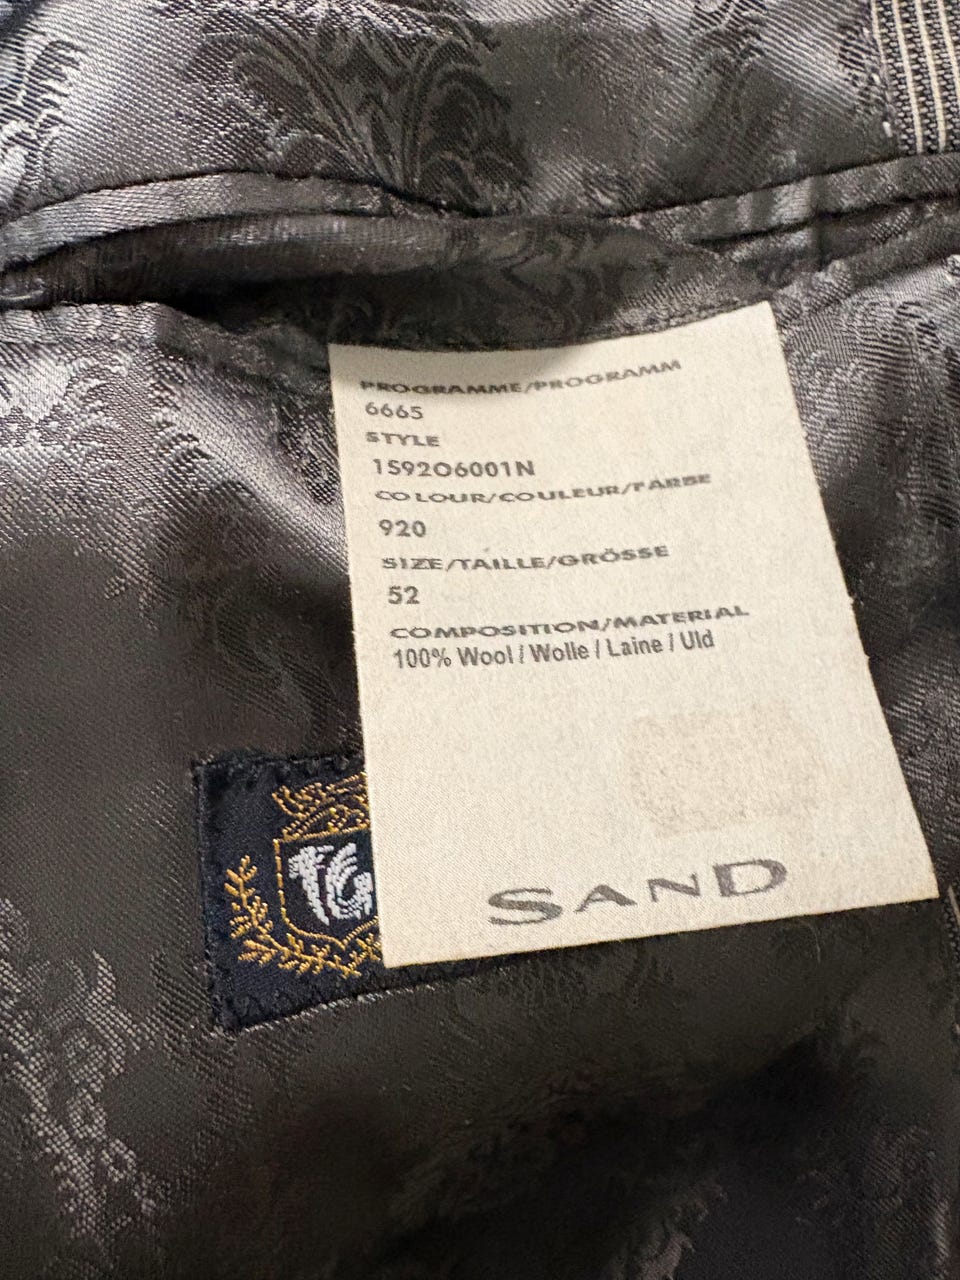 PROGRAMME/PROGRAMM
6665
STYLE
159206001N
COLOUR/COULEUR/FARBE
920
SIZE/TAILLE/GRÖSSE
52
COMPOSITION/MATERIAL
100% Wool / Wolle / Laine / Uld
SAND